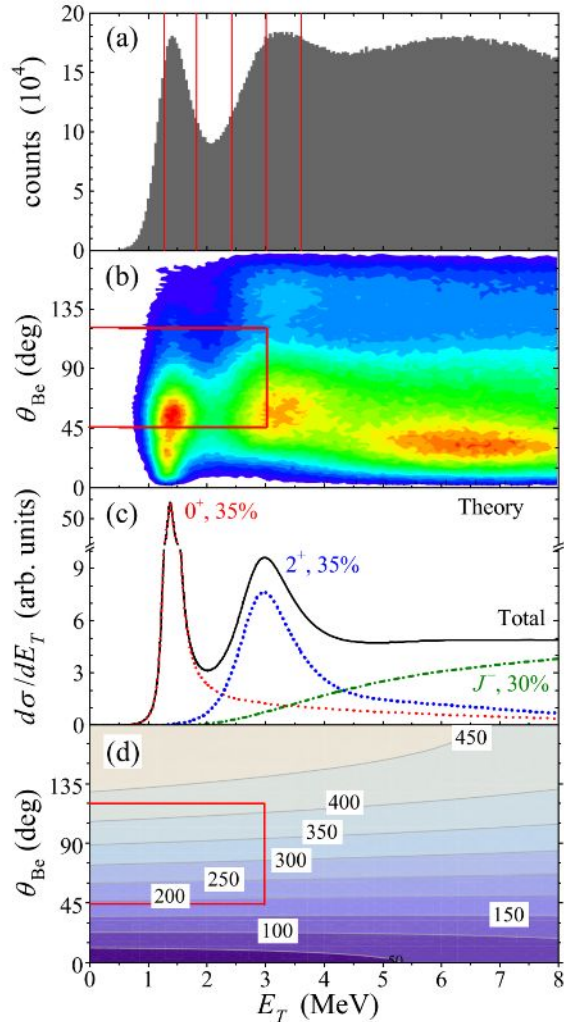 (a)
20
15
10
5
0
counts (10⁴)
(b)
135
90
45
0
θ_Be (deg)
(c)
Theory
0⁺, 35%
2⁺, 35%
Total
J⁻, 30%
50
9
6
3
0
dσ/dE_T (arb. units)
(d)
450
400
350
300
250
200
150
100
50
135
90
45
0
θ_Be (deg)
0 1 2 3 4 5 6 7 8
E_T (MeV)